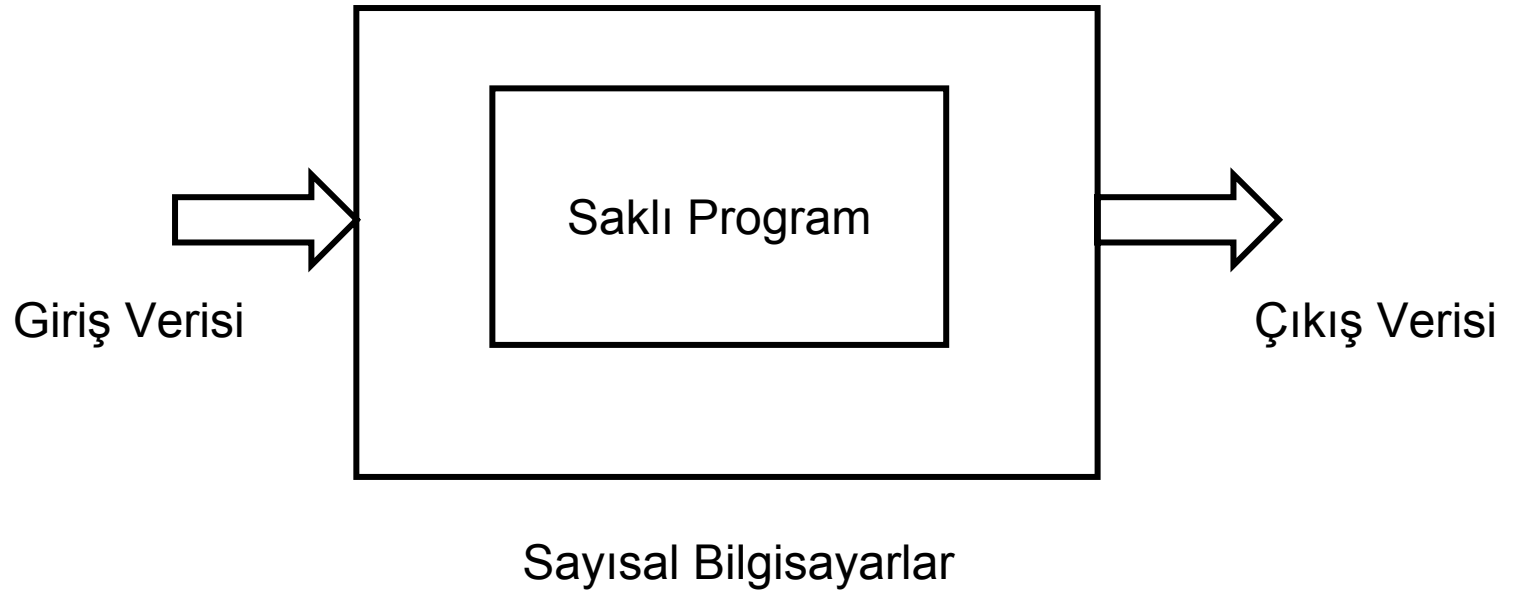 Saklı Program
Giriş Verisi
Çıkış Verisi
Sayısal Bilgisayarlar